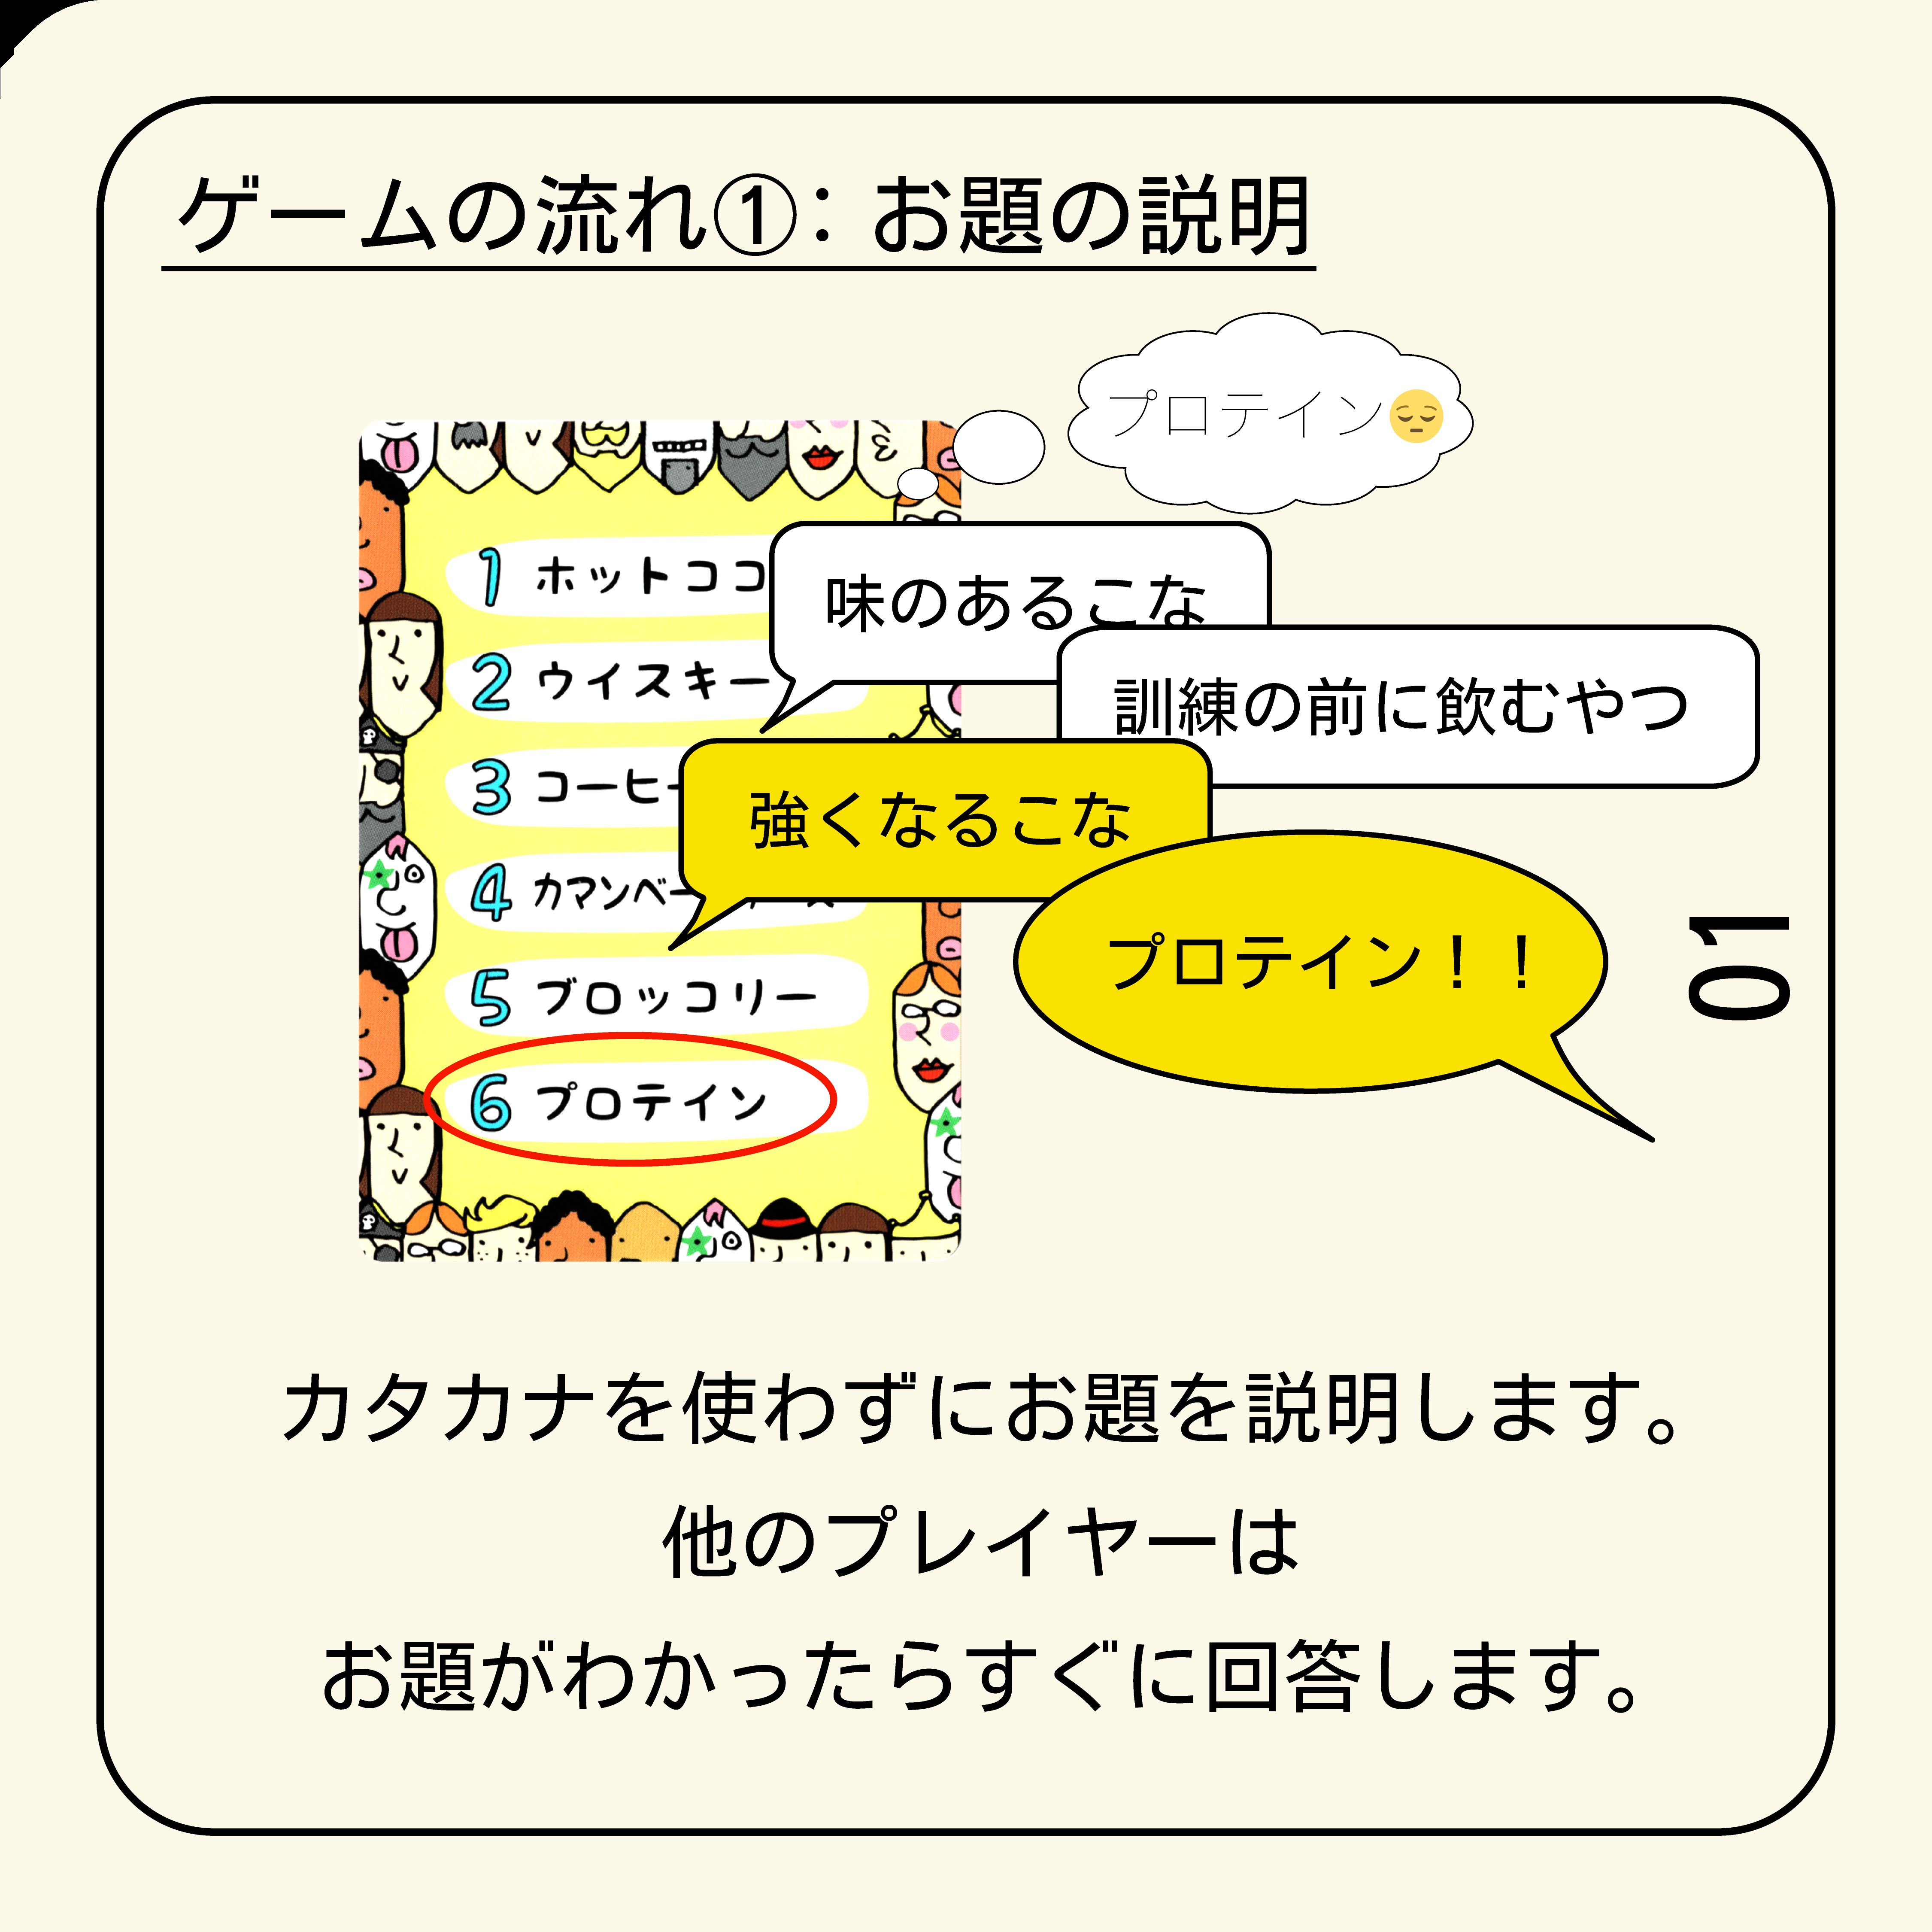 ゲームの流れ①：お題の説明
プロテイン😔
1 ホットココ
味のあるこな
2 ウイスキー
訓練の前に飲むやつ
3 コーヒー
強くなるこな
4 カマンベー
プロテイン！！
5 ブロッコリー
6 プロテイン
01
カタカナを使わずにお題を説明します。
他のプレイヤーは
お題がわかったらすぐに回答します。